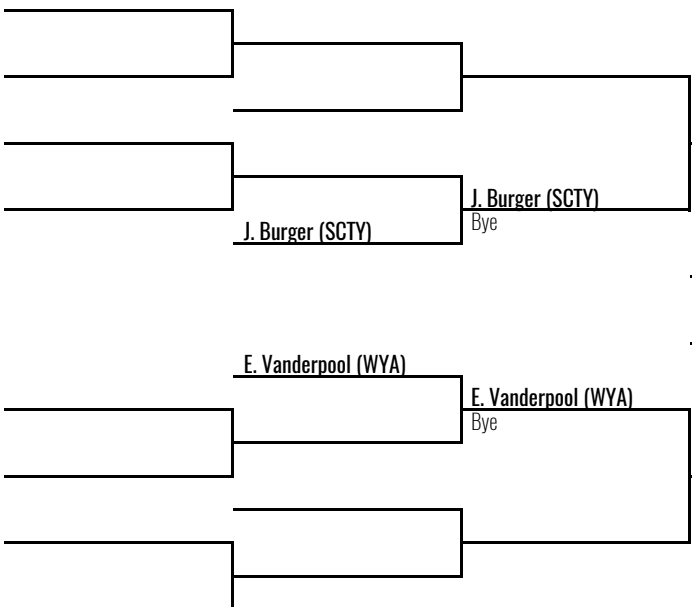 J. Burger (SCTY)
Bye
J. Burger (SCTY)
E. Vanderpool (WYA)
E. Vanderpool (WYA)
Bye